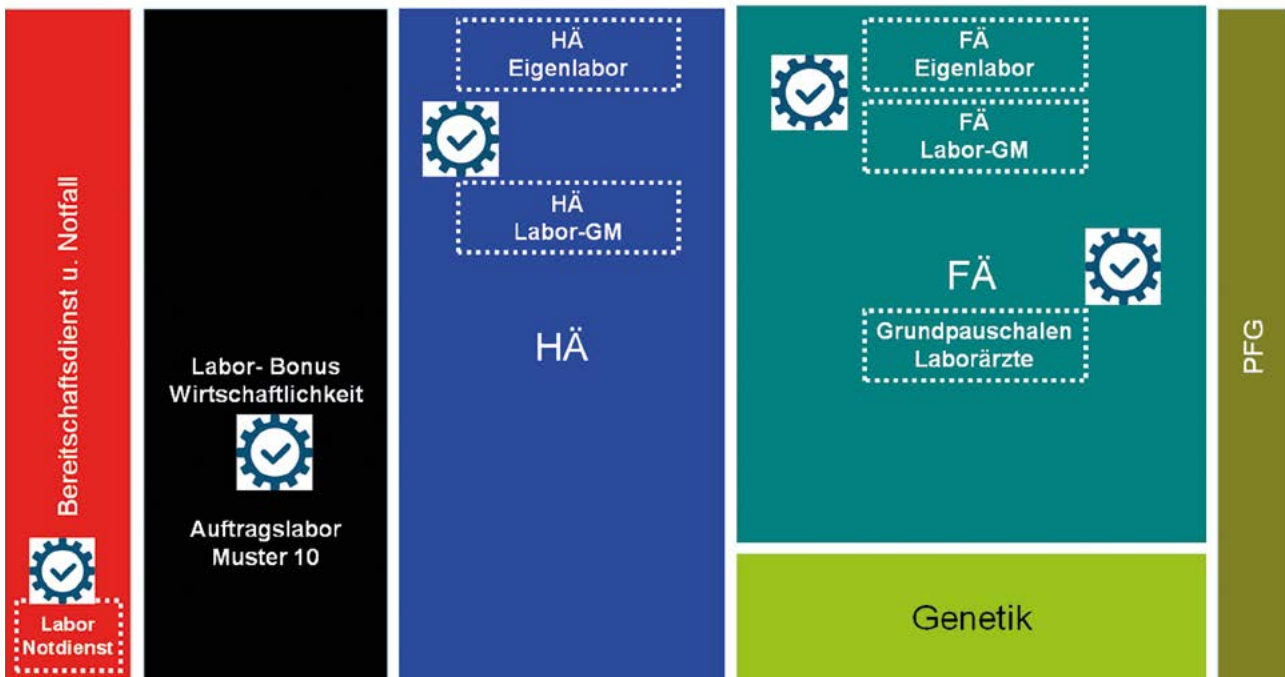 Bereitschaftsdienst u. Notfall
Labor
Notdienst
Labor- Bonus
Wirtschaftlichkeit
Auftragslabor
Muster 10
HÄ
Eigenlabor
HÄ
Labor-GM
HÄ
FÄ
Eigenlabor
FÄ
Labor-GM
FÄ
Grundpauschalen
Laborärzte
Genetik
PFG